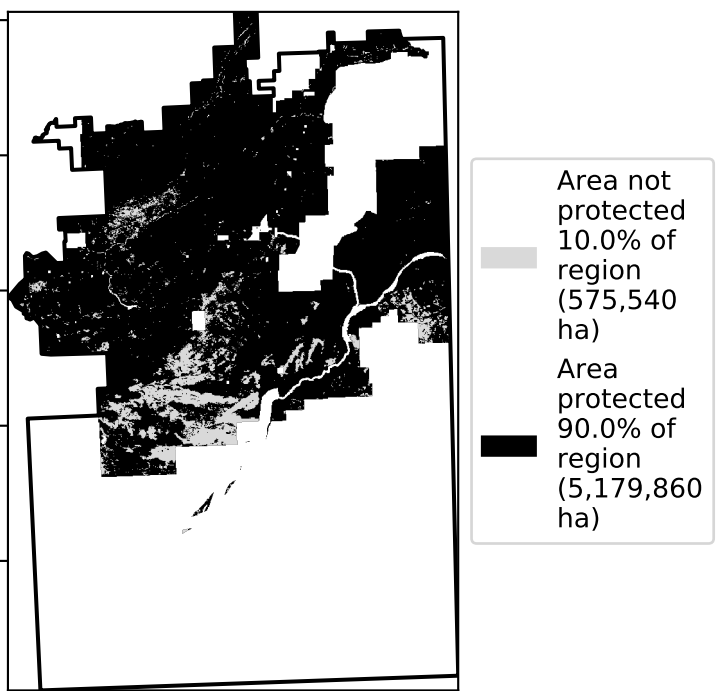 Area not
protected
10.0% of
region
(575,540
ha)
Area
protected
90.0% of
region
(5,179,860
ha)